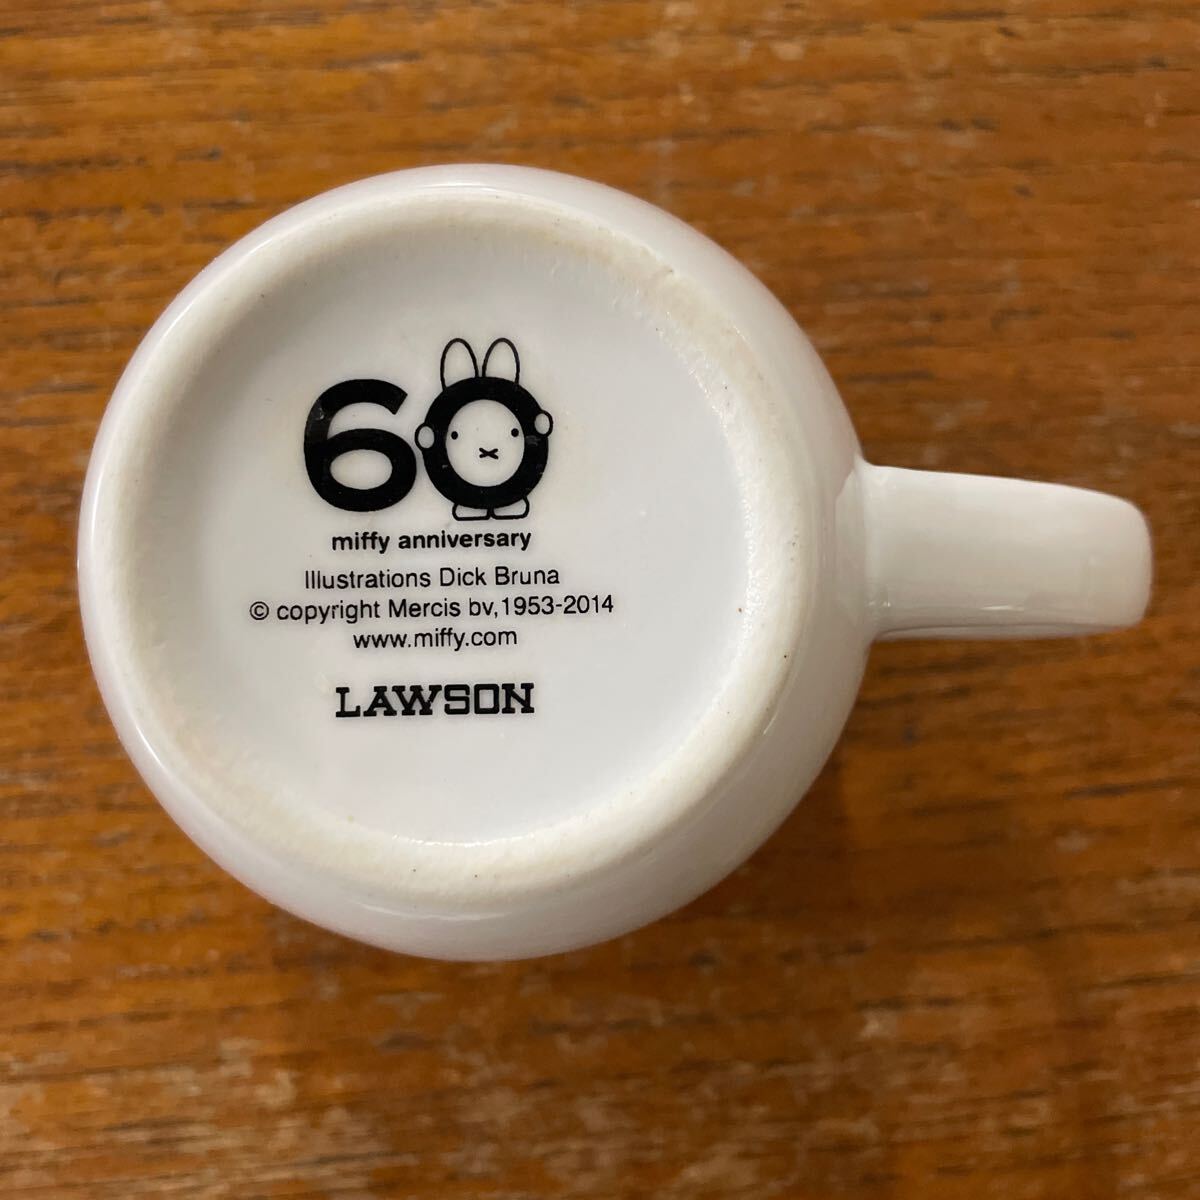 60
miffy anniversary
Illustrations Dick Bruna
© copyright Mercis bv,1953-2014
www.miffy.com
LAWSON